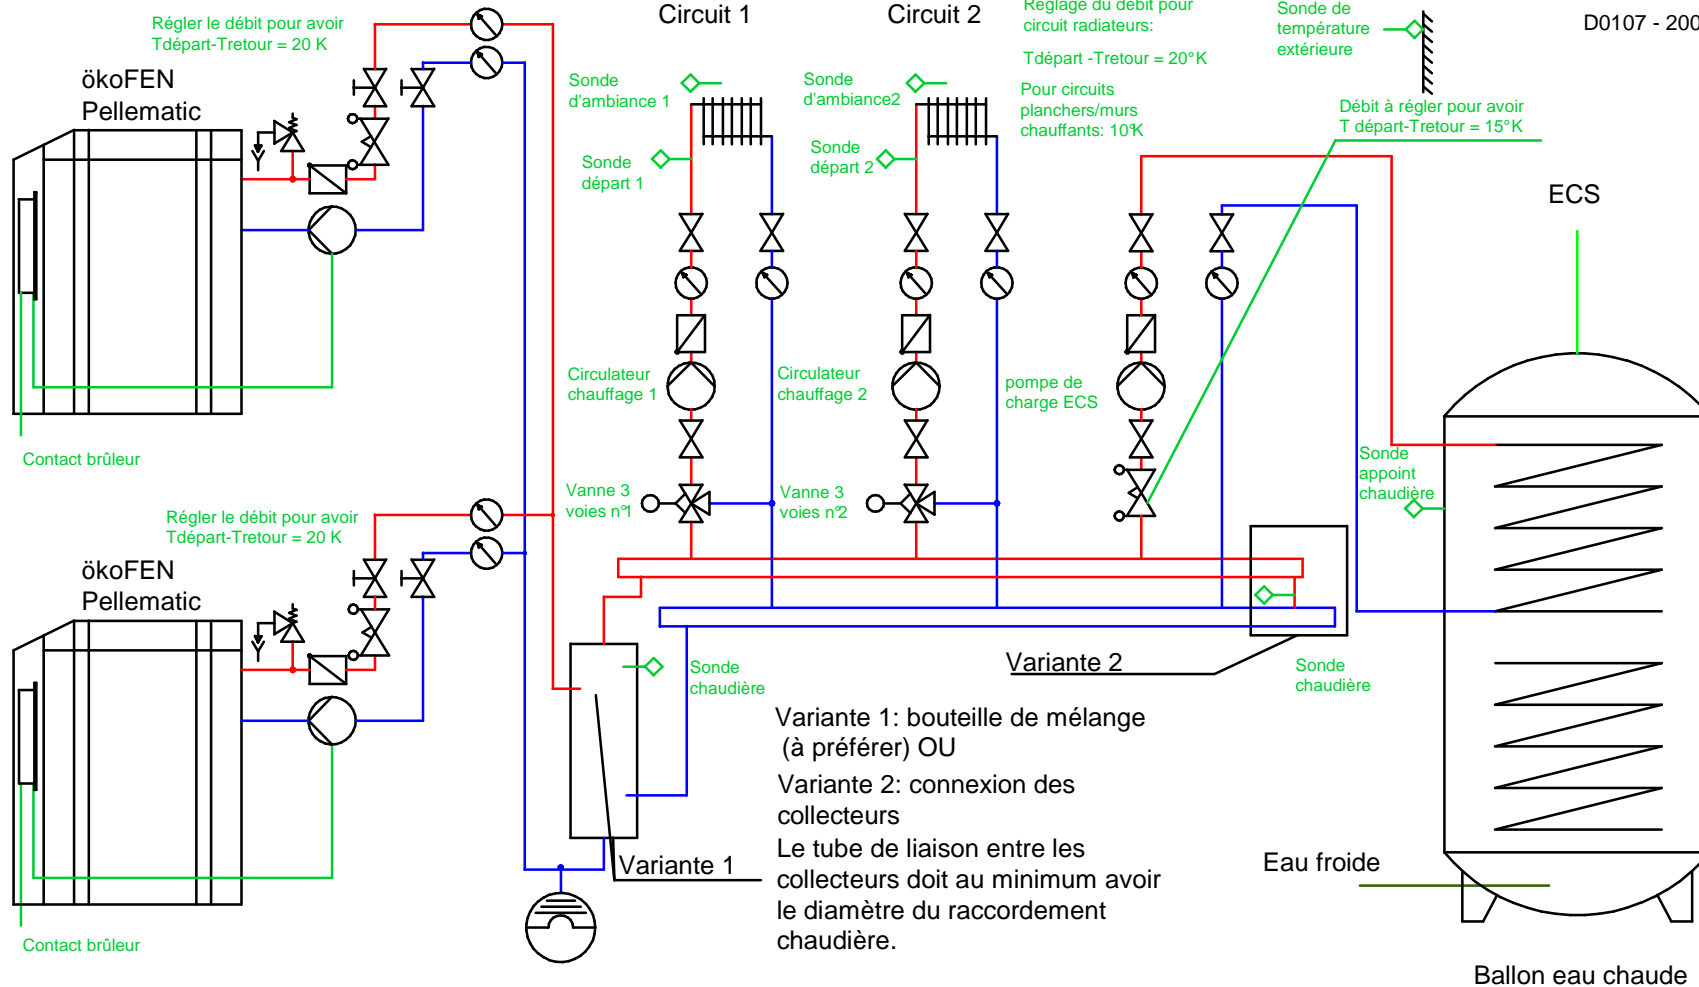 Régler le débit pour avoir
Tdépart-Tretour = 20 K
ökoFEN
Pellematic
Contact brûleur
Circuit 1
Circuit 2
Réglage du débit pour
circuit radiateurs:
Tdépart -Tretour = 20°K
Pour circuits
planchers/murs
chauffants: 10°K
Sonde de
température
extérieure
D0107 - 200
Débit à régler pour avoir
T départ-Tretour = 15°K
Sonde
d'ambiance 1
Sonde
d'ambiance2
Sonde
départ 1
Sonde
départ 2
ECS
Circulateur
chauffage 1
Circulateur
chauffage 2
pompe de
charge ECS
Vanne 3
voies n°1
Vanne 3
voies n°2
Sonde
appoint
chaudière
Régler le débit pour avoir
Tdépart-Tretour = 20 K
ökoFEN
Pellematic
Contact brûleur
Sonde
chaudière
Variante 2
Sonde
chaudière
Variante 1
Variante 1: bouteille de mélange
(à préférer) OU
Variante 2: connexion des
collecteurs
Le tube de liaison entre les
collecteurs doit au minimum avoir
le diamètre du raccordement
chaudière.
Eau froide
Ballon eau chaude